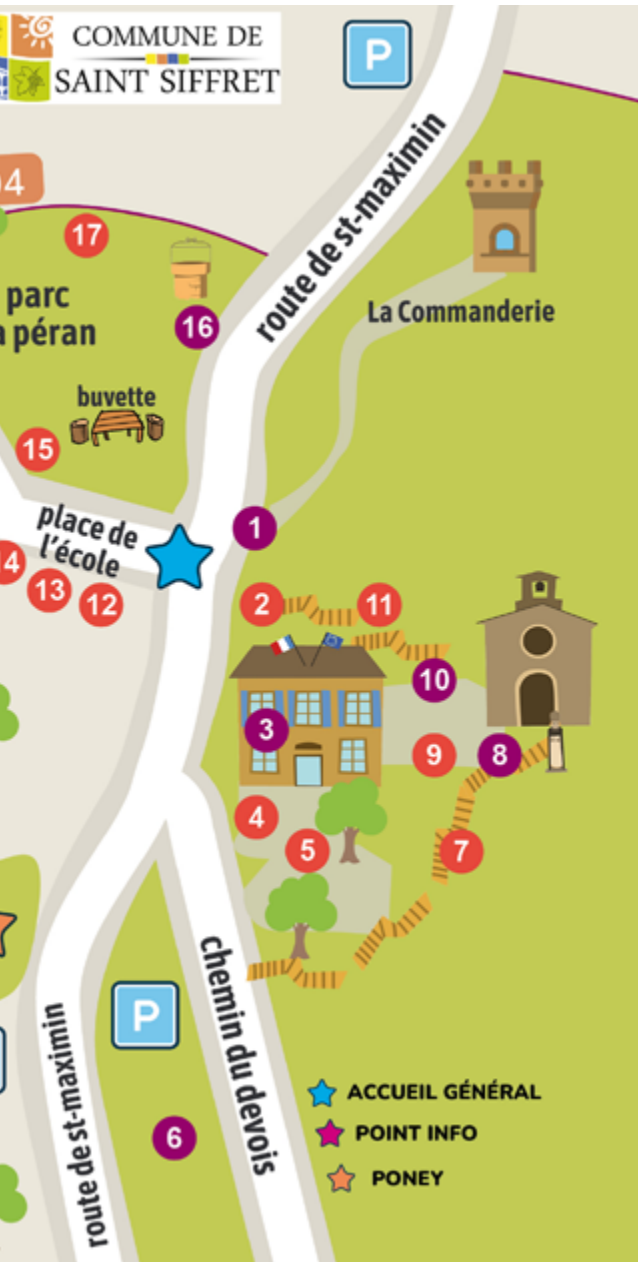 COMMUNE DE
SAINT SIFFRET
P
04
17
route de st-maximin
parc
a péran
La Commanderie
16
buvette
15
place de
l'école
1
14
13
12
2
11
3
10
9
8
4
5
7
P
chemin du devois
route de st-maximin
6
ACCUEIL GÉNÉRAL
POINT INFO
PONEY